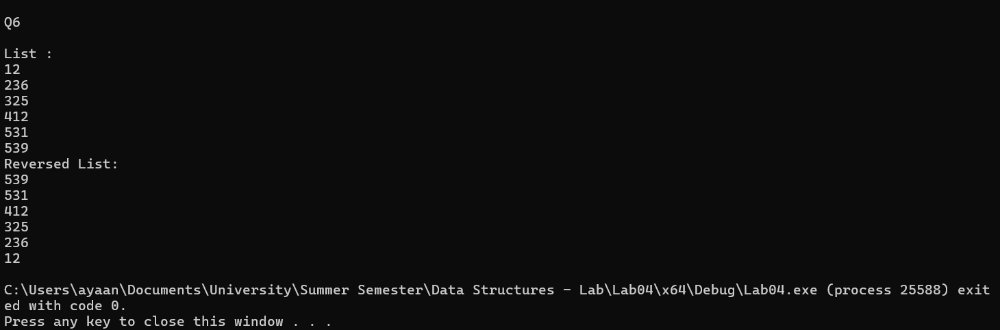 Q6
List :
12
236
325
412
531
539
Reversed List:
539
531
412
325
236
12
C:\Users\ayaan\Documents\University\Summer Semester\Data Structures - Lab\Lab04\x64\Debug\Lab04.exe (process 25588) exit
ed with code 0.
Press any key to close this window . . .